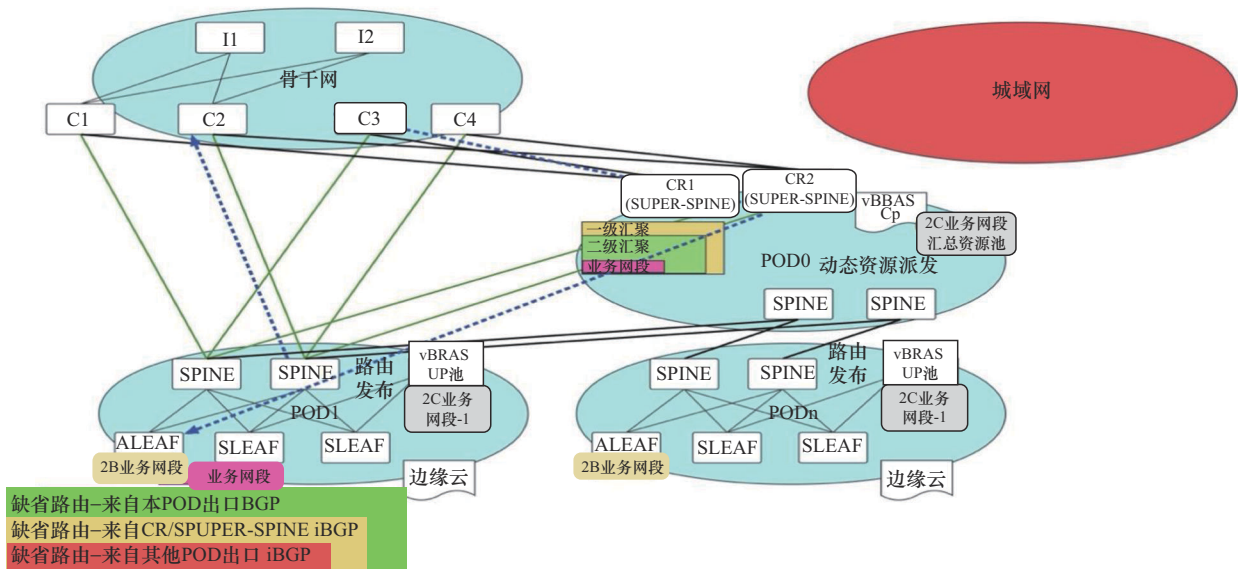 I1
I2
骨干网
城域网
C1
C2
C3
C4
CR1
(SUPER-SPINE)
CR2
(SUPER-SPINE)
vBBAS
Cp
2C业务网段
汇总资源池
一级汇聚
二级汇聚
业务网段
POD0 动态资源派发
SPINE
SPINE
SPINE
SPINE
路由
发布
vBRAS
UP池
2C业务
网段-1
POD1
ALEAF
SLEAF
SLEAF
2B业务网段
业务网段
边缘云
SPINE
SPINE
路由
发布
vBRAS
UP池
2C业务
网段-1
PODn
ALEAF
SLEAF
SLEAF
2B业务网段
边缘云
缺省路由–来自本POD出口BGP
缺省路由–来自CR/SPUPER-SPINE iBGP
缺省路由–来自其他POD出口 iBGP